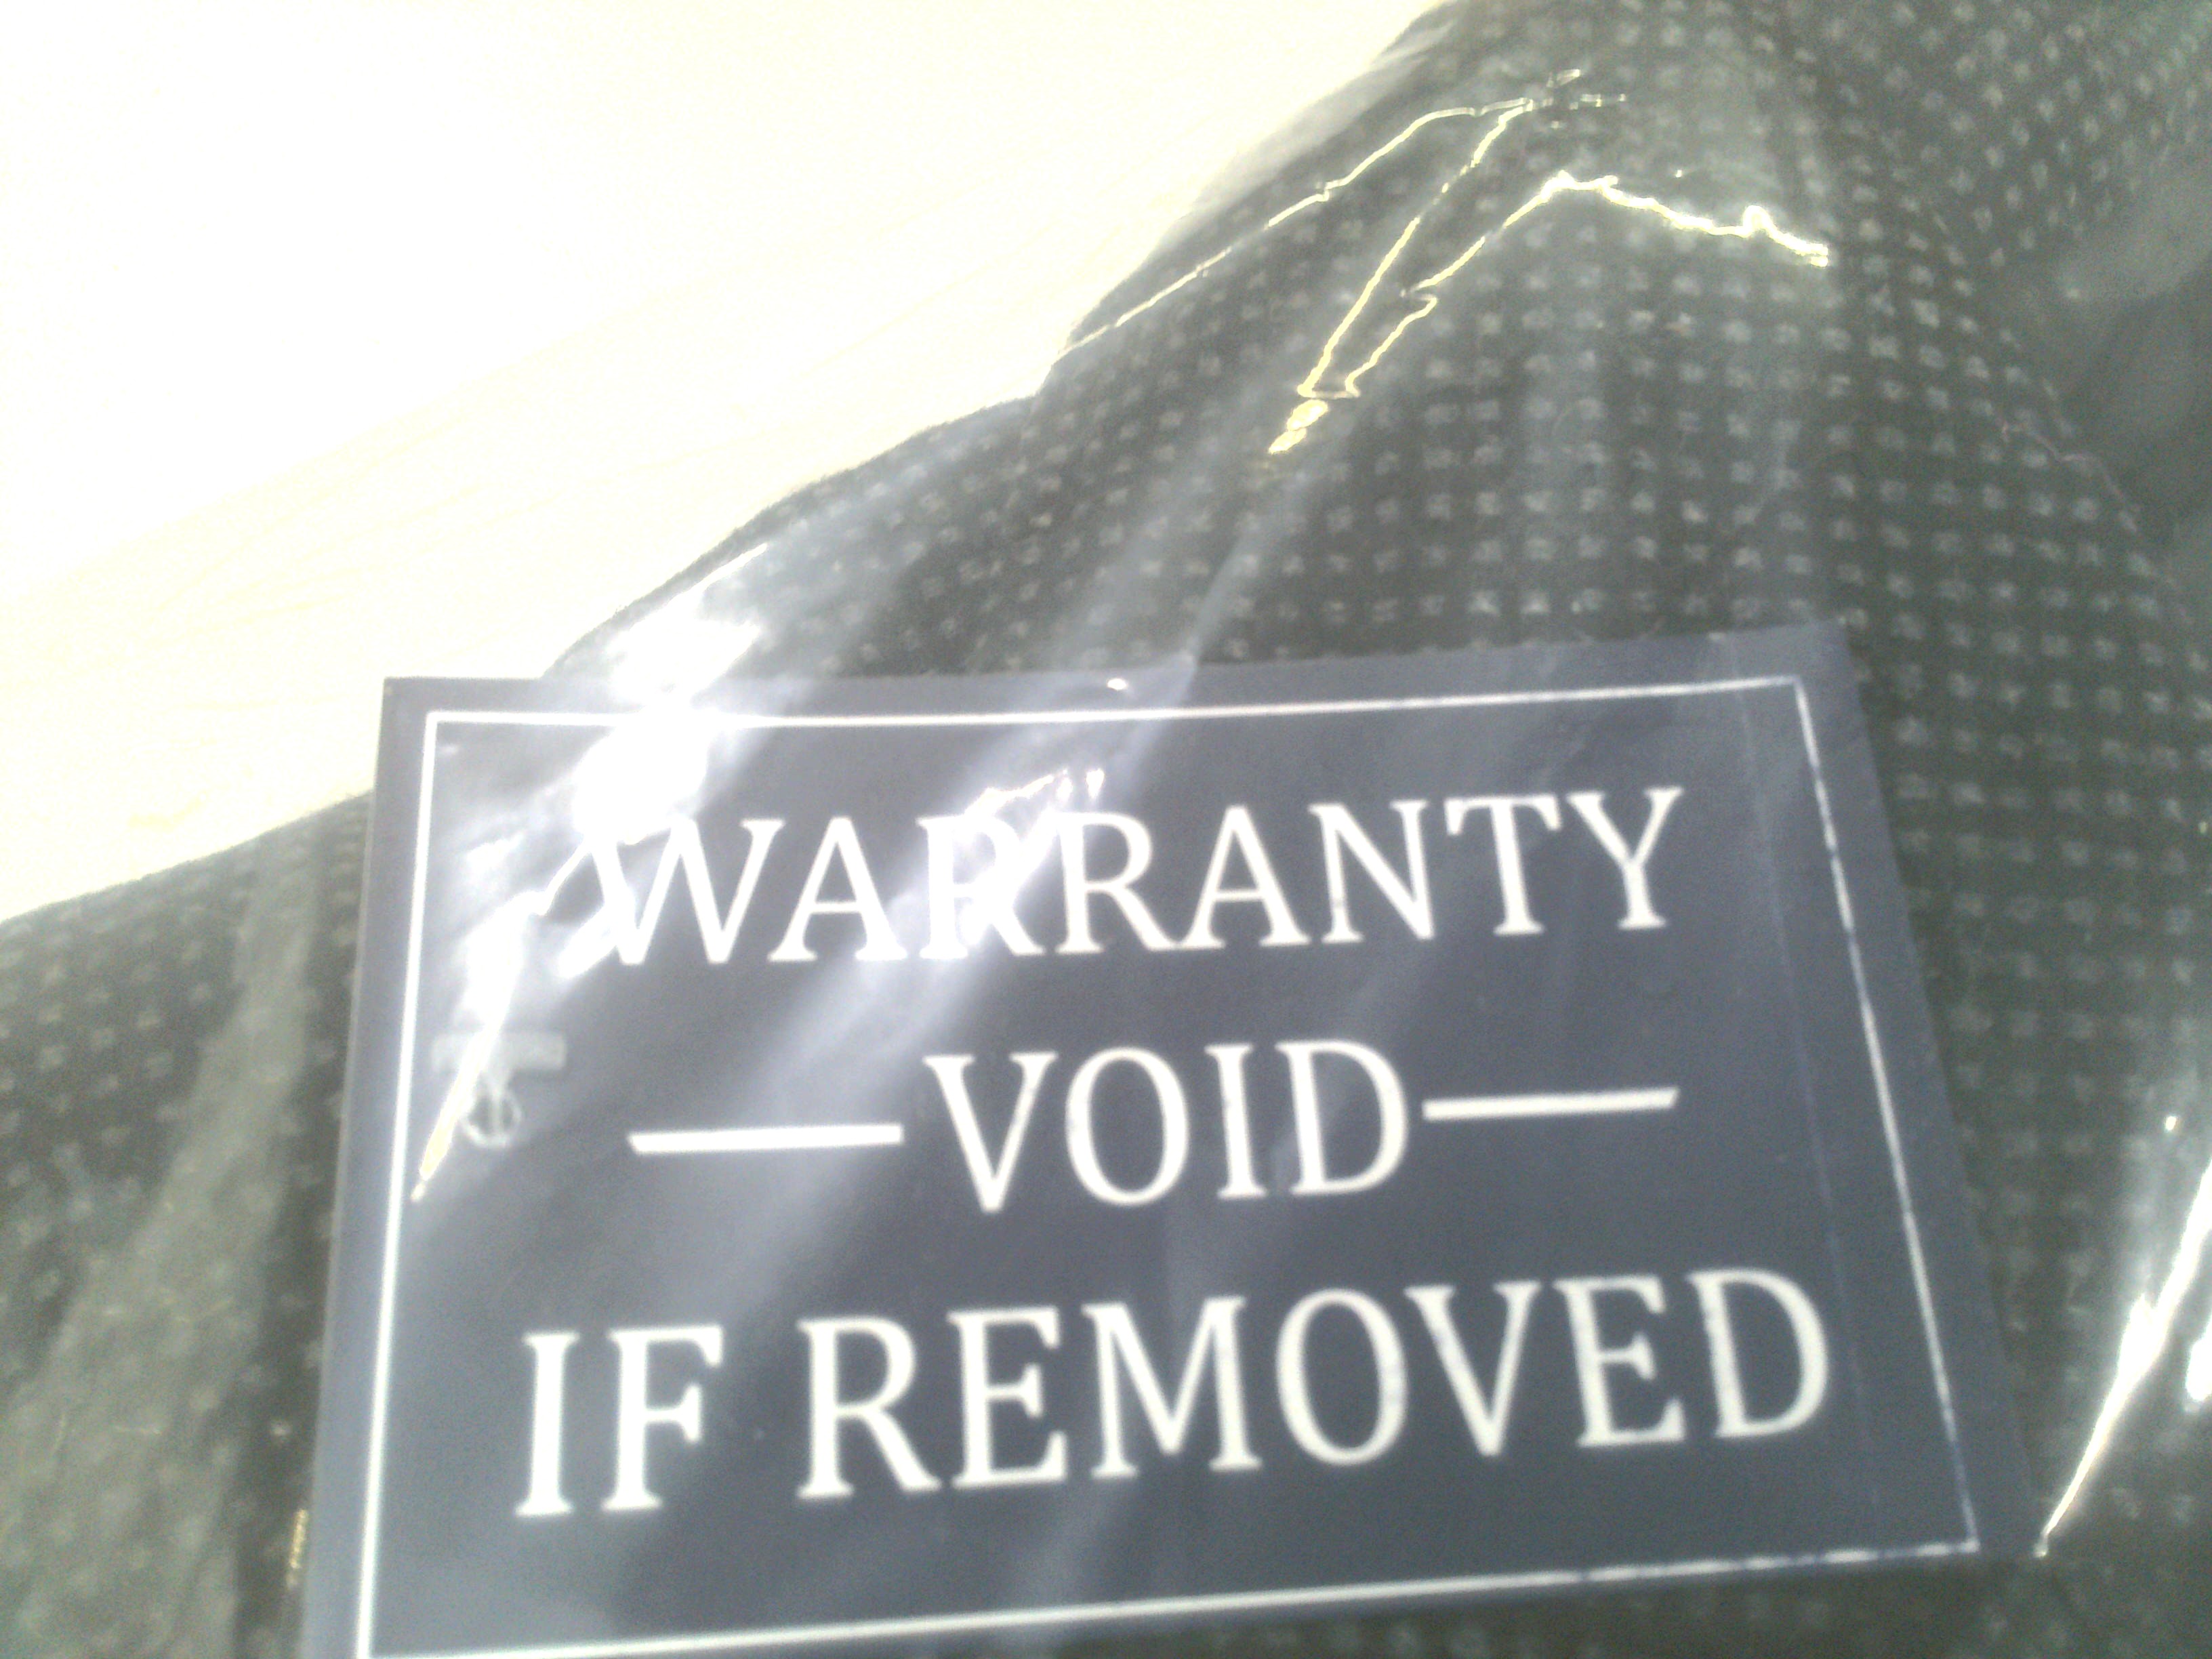 WARRANTY
—VOID—
IF REMOVED